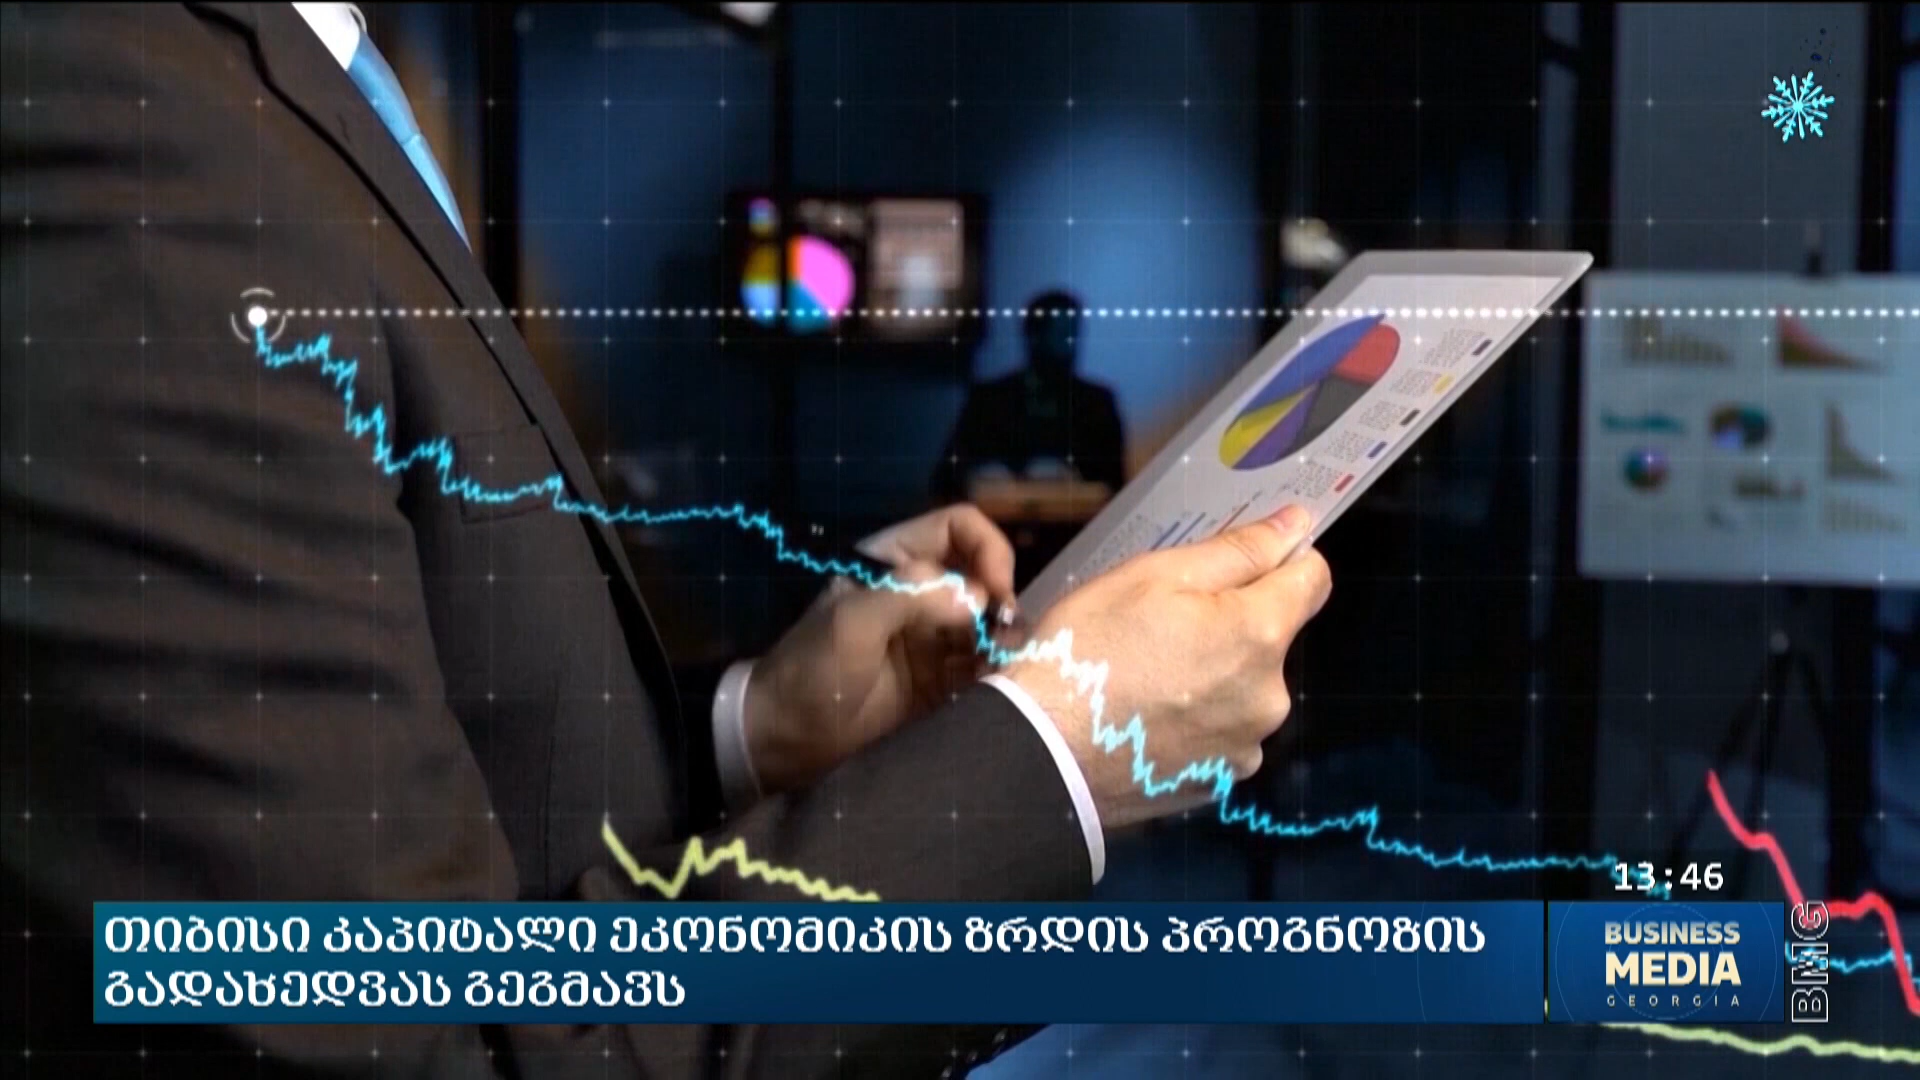 13:46
თიბისი კაპიტალი ეკონომიკის ზრდის პროგნოზის
გადახედვას გეგმავს
BUSINESS
MEDIA
GEORGIA
BMG